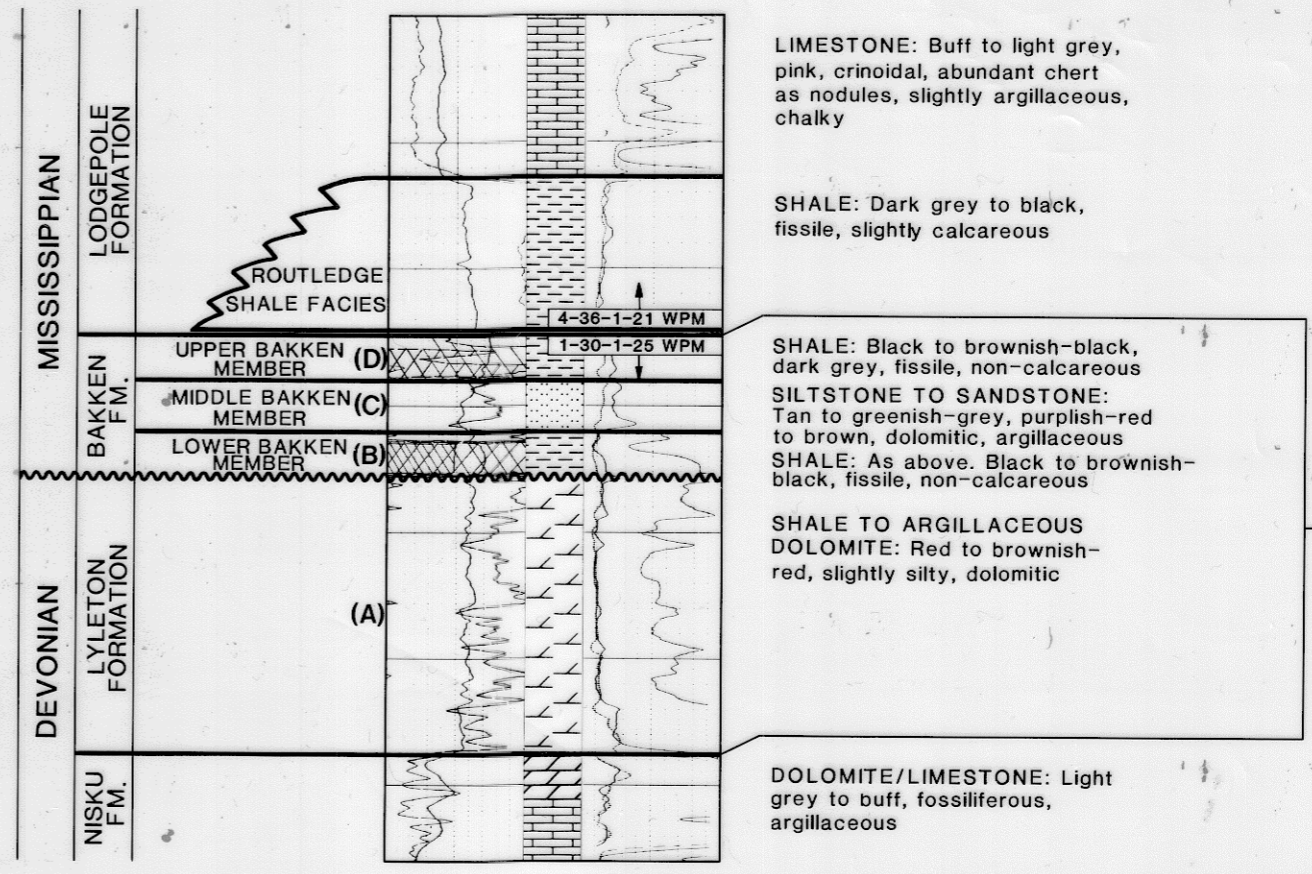 MISSISSIPPIAN
LODGEPOLE
FORMATION
ROUTLEDGE
SHALE FACIES
BAKKEN
FM.
UPPER BAKKEN (D)
MEMBER
MIDDLE BAKKEN (C)
MEMBER
LOWER BAKKEN (B)
MEMBER
DEVONIAN
LYLETON
FORMATION
(A)
NISKU
FM.
4-36-1-21 WPM
1-30-1-25 WPM
LIMESTONE: Buff to light grey,
pink, crinoidal, abundant chert
as nodules, slightly argillaceous,
chalky
SHALE: Dark grey to black,
fissile, slightly calcareous
SHALE: Black to brownish-black,
dark grey, fissile, non-calcareous
SILTSTONE TO SANDSTONE:
Tan to greenish-grey, purplish-red
to brown, dolomitic, argillaceous
SHALE: As above. Black to brownish-
black, fissile, non-calcareous
SHALE TO ARGILLACEOUS
DOLOMITE: Red to brownish-
red, slightly silty, dolomitic
DOLOMITE/LIMESTONE: Light
grey to buff, fossiliferous,
argillaceous